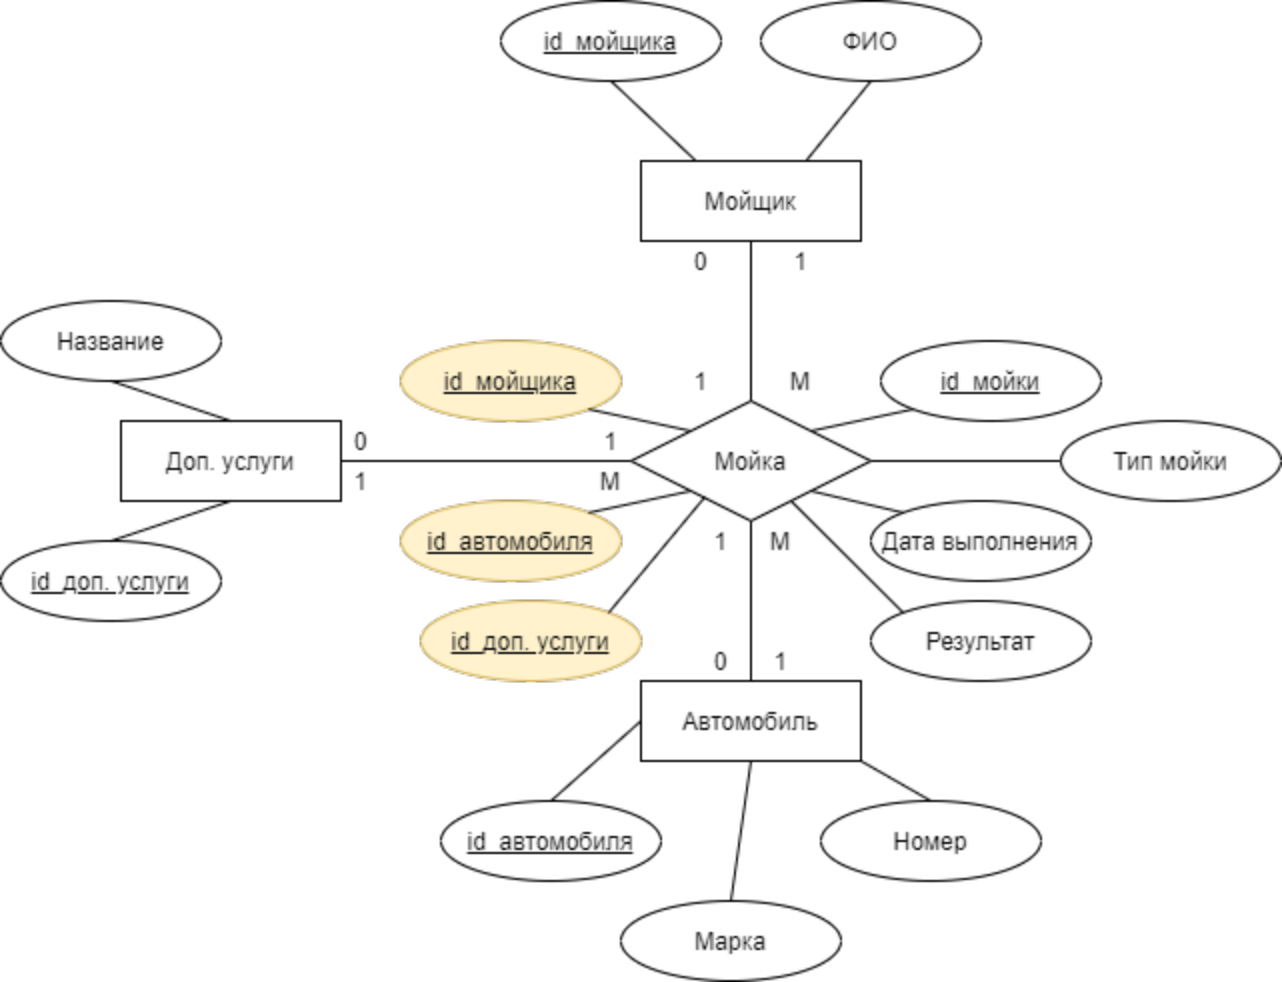 id_мойщика
ФИО
Мойщик
0
1
Название
id_мойщика
1
M
id_мойки
0
1
Доп. услуги
Мойка
Тип мойки
1
M
id_автомобиля
1
M
Дата выполнения
id_доп. услуги
id_доп. услуги
Результат
0
1
Автомобиль
id_автомобиля
Номер
Марка